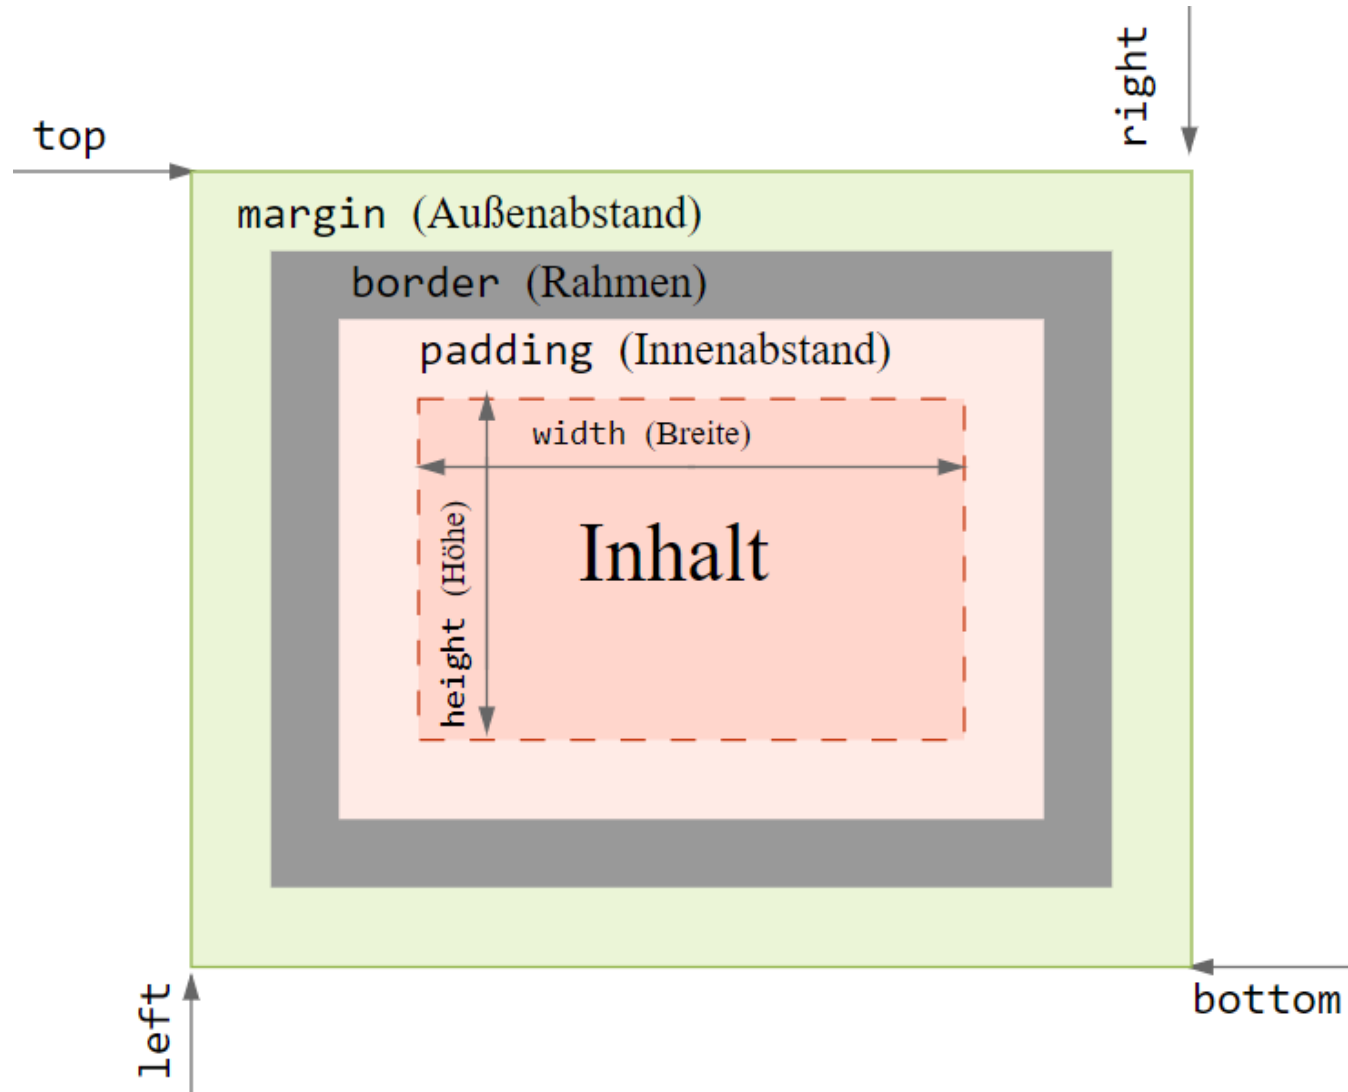 right
top
margin (Außenabstand)
border (Rahmen)
padding (Innenabstand)
width (Breite)
height (Höhe)
Inhalt
left
bottom